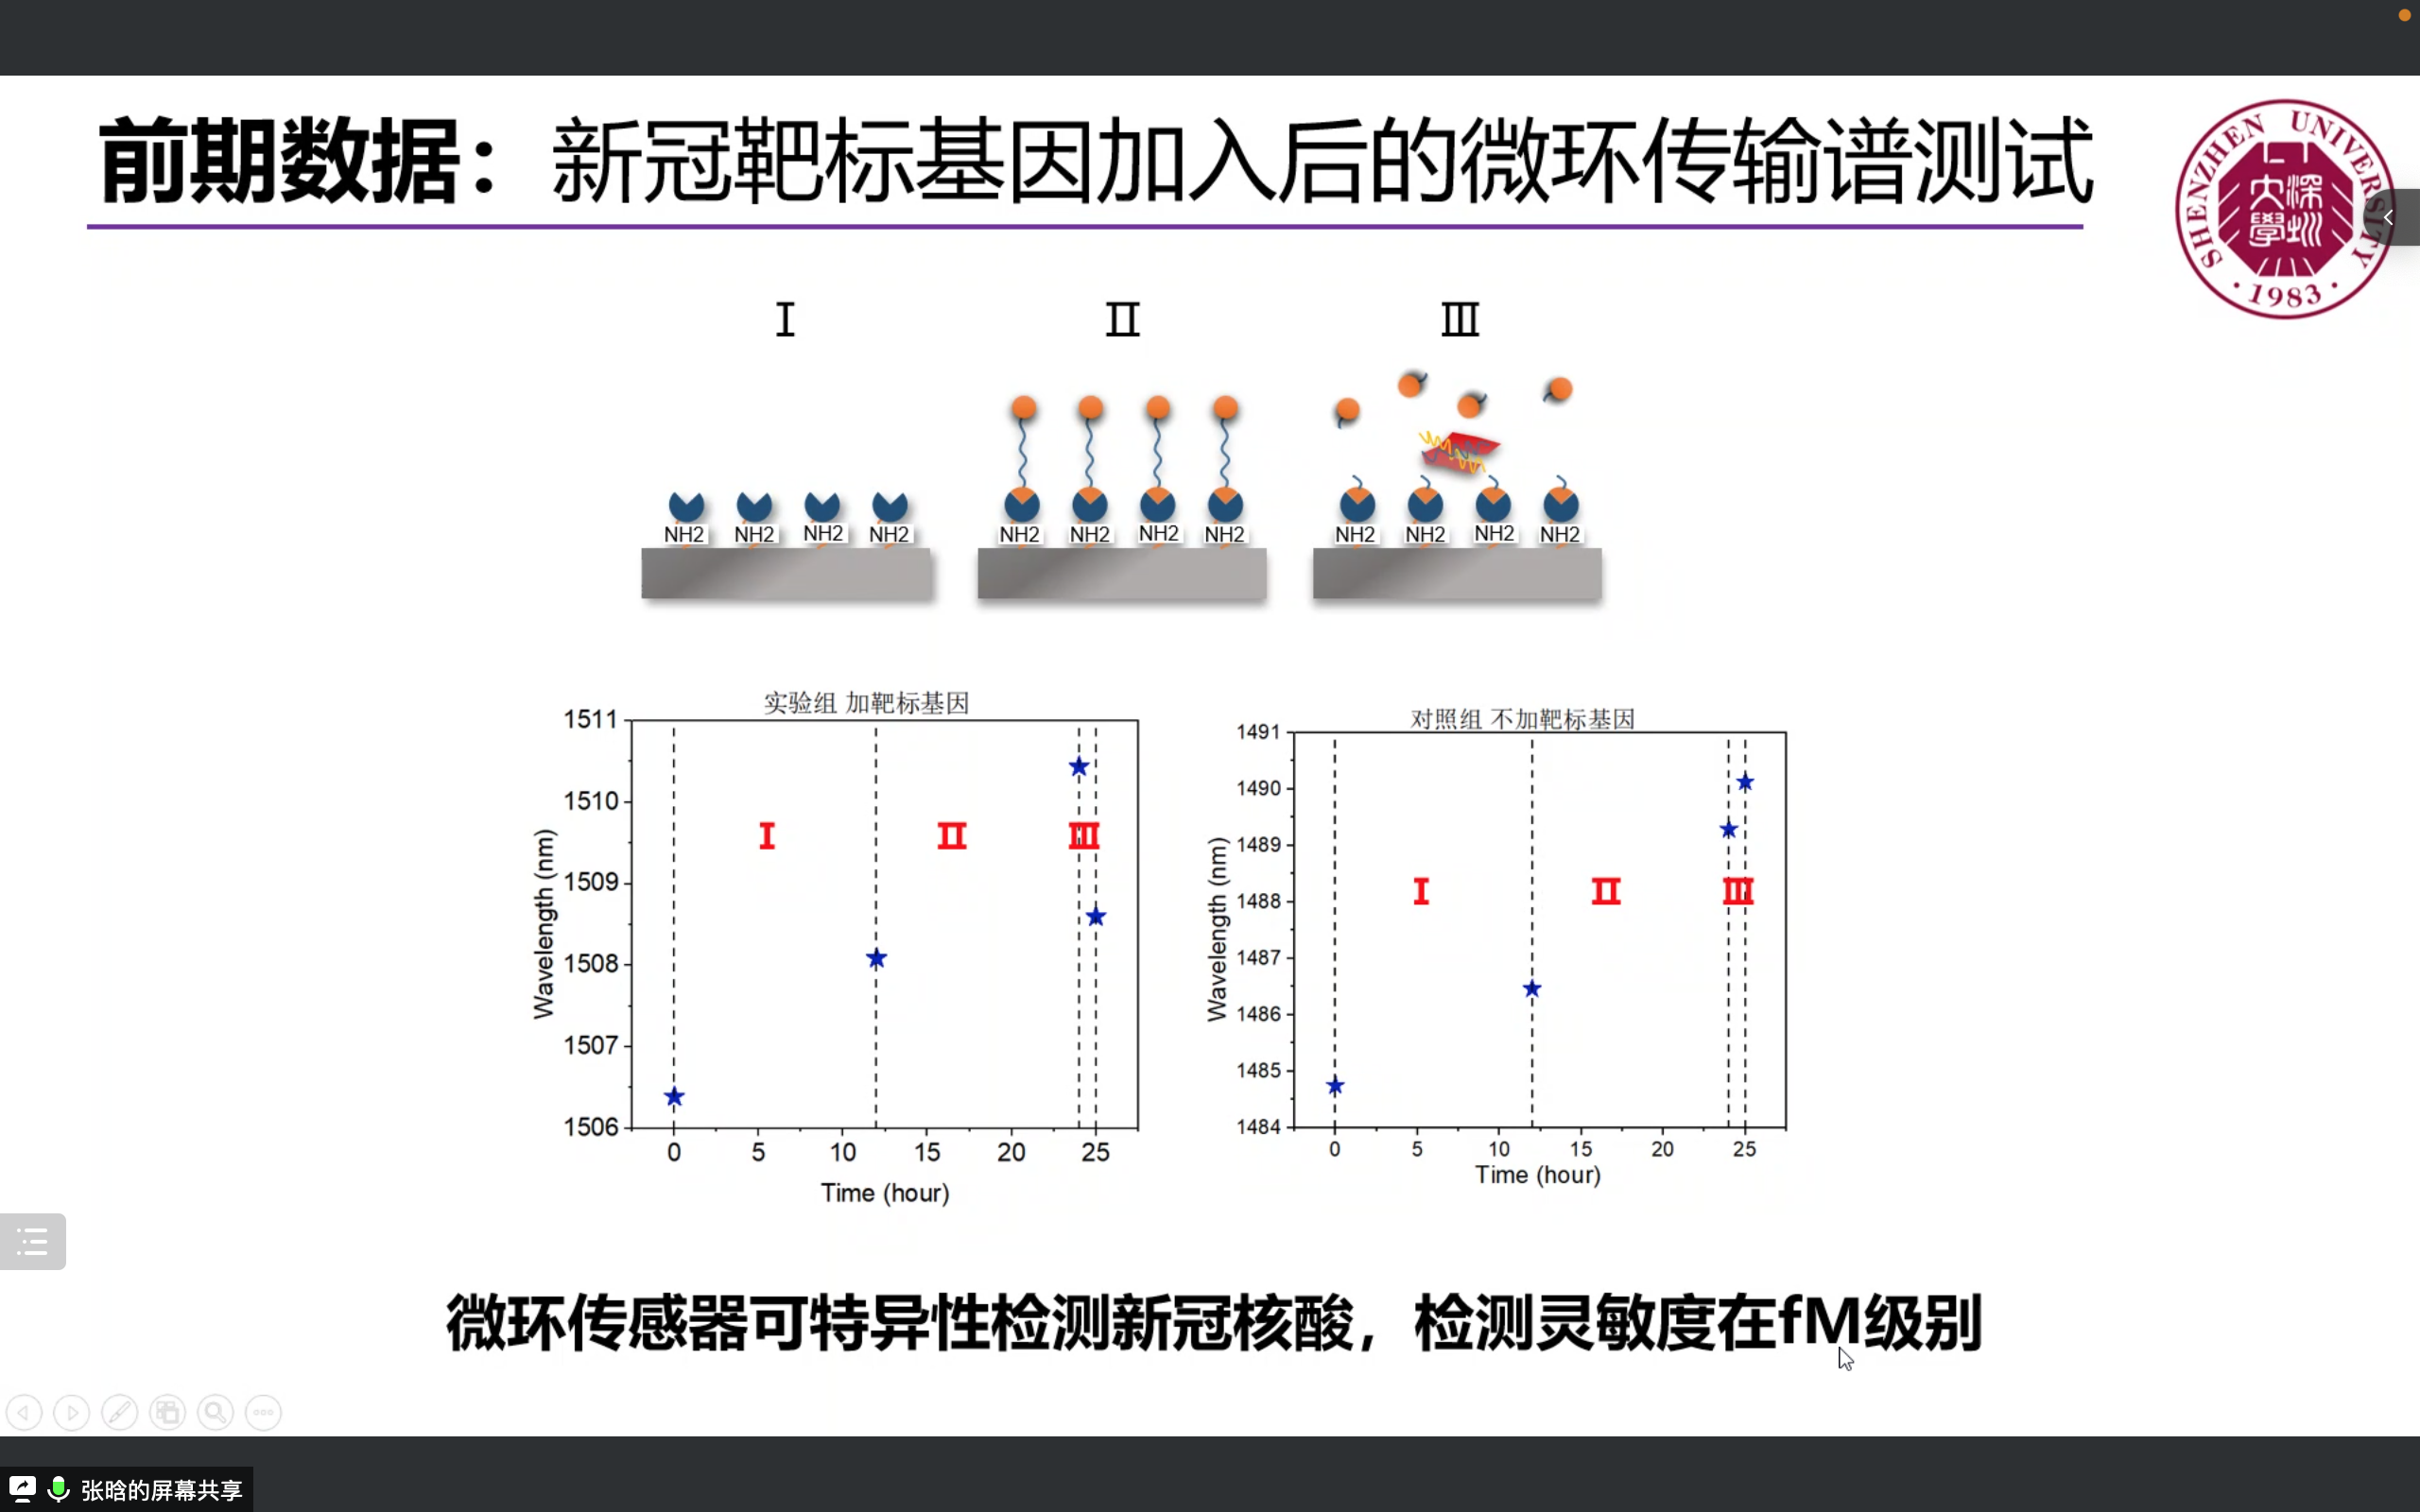 前期数据：新冠靶标基因加入后的微环传输谱测试
SHENZHEN UNIVERSITY
深圳大學
·1983·
I II III
NH2 NH2 NH2 NH2 NH2 NH2 NH2 NH2 NH2 NH2 NH2 NH2
实验组 加靶标基因
1511
1510
1509
1508
1507
1506
Wavelength (nm)
I II III
0 5 10 15 20 25
Time (hour)
对照组 不加靶标基因
1491
1490
1489
1488
1487
1486
1485
1484
Wavelength (nm)
I II III
0 5 10 15 20 25
Time (hour)
微环传感器可特异性检测新冠核酸，检测灵敏度在fM级别
张晗的屏幕共享